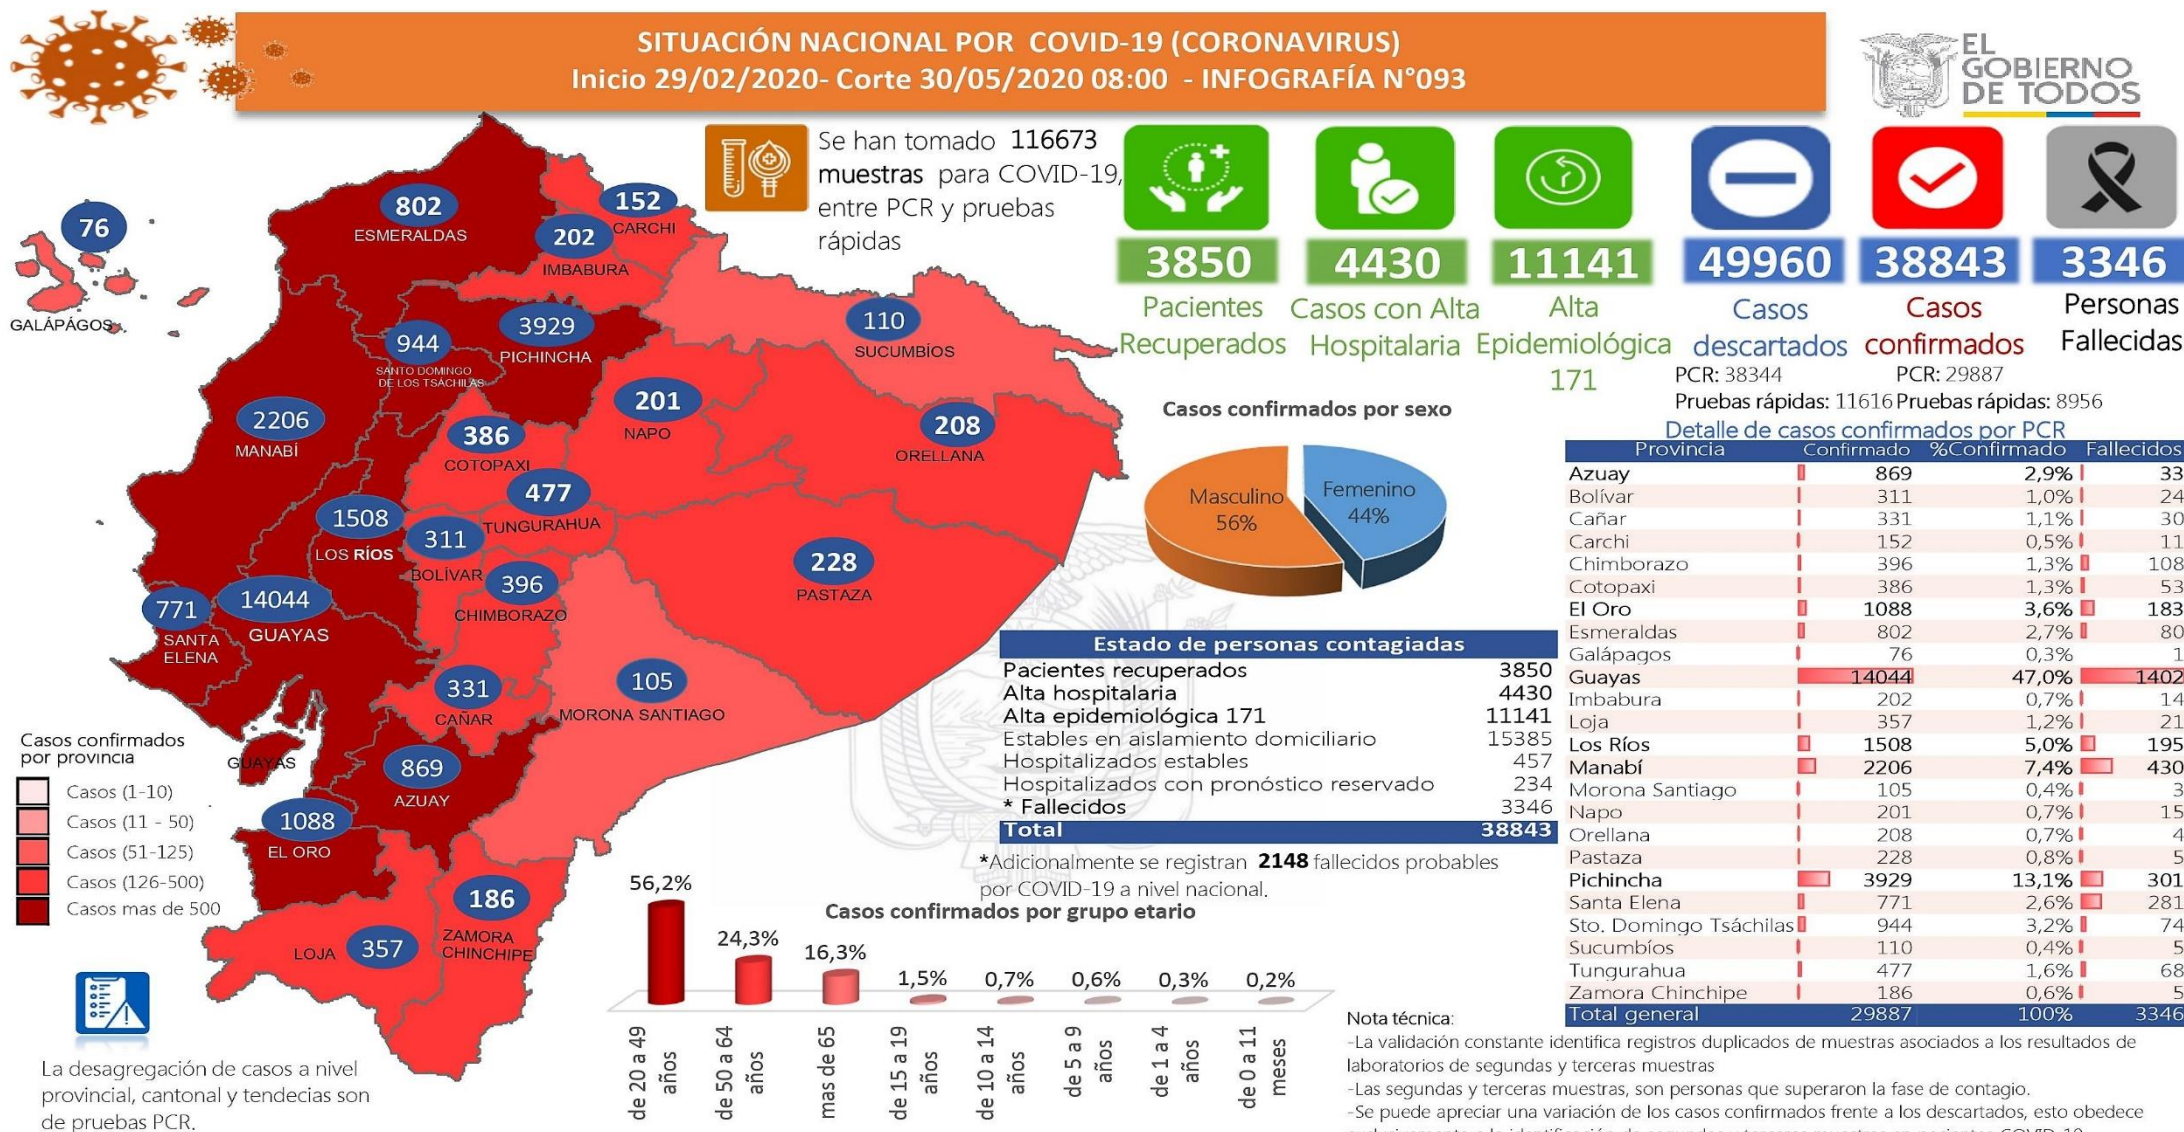 SITUACIÓN NACIONAL POR COVID-19 (CORONAVIRUS)
Inicio 29/02/2020- Corte 30/05/2020 08:00 - INFOGRAFÍA N°093
EL
GOBIERNO
DE TODOS
Se han tomado 116673
muestras para COVID-19,
entre PCR y pruebas
rápidas
3850
Pacientes
Recuperados
4430
Casos con Alta
Hospitalaria
11141
Alta
Epidemiológica
171
49960
Casos
descartados
PCR: 38344
Pruebas rápidas: 11616
38843
Casos
confirmados
PCR: 29887
Pruebas rápidas: 8956
3346
Personas
Fallecidas
76
GALÁPÁGOS
802
ESMERALDAS
152
CARCHI
202
IMBABURA
3929
PICHINCHA
944
SANTO DOMINGO
DE LOS TSÁCHILAS
110
SUCUMBÍOS
2206
MANABÍ
201
NAPO
386
COTOPAXI
208
ORELLANA
477
TUNGURAHUA
1508
LOS RÍOS
311
BOLÍVAR
228
PASTAZA
396
CHIMBORAZO
771
SANTA
ELENA
14044
GUAYAS
331
CAÑAR
105
MORONA SANTIAGO
GUAYAS
869
AZUAY
1088
EL ORO
186
ZAMORA
CHINCHIPE
LOJA 357
Casos confirmados
por provincia
Casos (1-10)
Casos (11 - 50)
Casos (51-125)
Casos (126-500)
Casos mas de 500
La desagregación de casos a nivel
provincial, cantonal y tendecias son
de pruebas PCR.
Casos confirmados por sexo
Masculino
56%
Femenino
44%
Estado de personas contagiadas
Pacientes recuperados 3850
Alta hospitalaria 4430
Alta epidemiológica 171 11141
Estables en aislamiento domiciliario 15385
Hospitalizados estables 457
Hospitalizados con pronóstico reservado 234
* Fallecidos 3346
Total 38843
*Adicionalmente se registran 2148 fallecidos probables
por COVID-19 a nivel nacional.
Casos confirmados por grupo etario
56,2%
24,3%
16,3%
1,5%
0,7%
0,6%
0,3%
0,2%
de 20 a 49
años
de 50 a 64
años
mas de 65
de 15 a 19
años
de 10 a 14
años
de 5 a 9
años
de 1 a 4
años
de 0 a 11
meses
Detalle de casos confirmados por PCR
Provincia Confirmado %Confirmado Fallecidos
Azuay 869 2,9% 33
Bolívar 311 1,0% 24
Cañar 331 1,1% 30
Carchi 152 0,5% 11
Chimborazo 396 1,3% 108
Cotopaxi 386 1,3% 53
El Oro 1088 3,6% 183
Esmeraldas 802 2,7% 80
Galápagos 76 0,3% 1
Guayas 14044 47,0% 1402
Imbabura 202 0,7% 14
Loja 357 1,2% 21
Los Ríos 1508 5,0% 195
Manabí 2206 7,4% 430
Morona Santiago 105 0,4% 3
Napo 201 0,7% 15
Orellana 208 0,7% 4
Pastaza 228 0,8% 5
Pichincha 3929 13,1% 301
Santa Elena 771 2,6% 281
Sto. Domingo Tsáchilas 944 3,2% 74
Sucumbíos 110 0,4% 5
Tungurahua 477 1,6% 68
Zamora Chinchipe 186 0,6% 5
Total general 29887 100% 3346
Nota técnica:
-La validación constante identifica registros duplicados de muestras asociados a los resultados de
laboratorios de segundas y terceras muestras
-Las segundas y terceras muestras, son personas que superaron la fase de contagio.
-Se puede apreciar una variación de los casos confirmados frente a los descartados, esto obedece